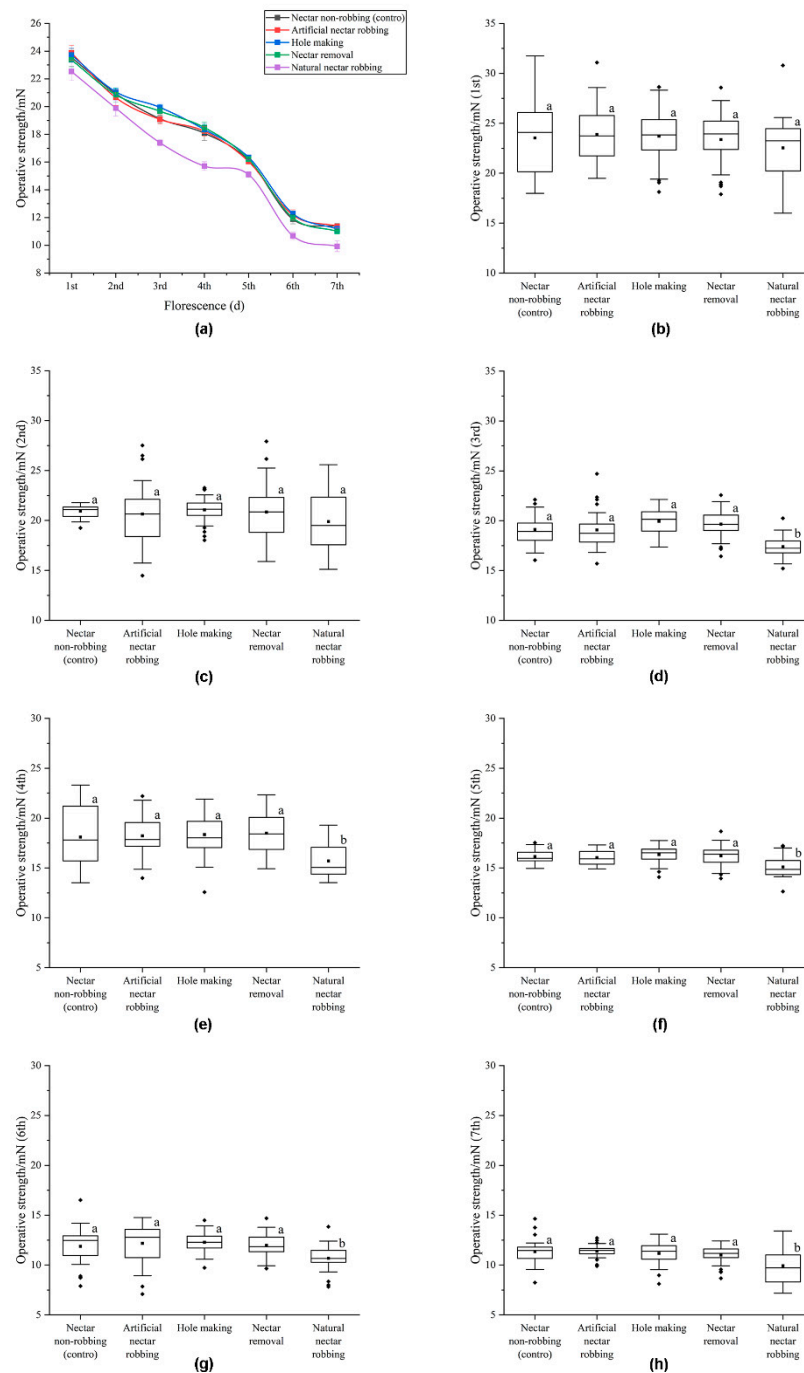 Nectar non-robbing (contro)
Artificial nectar robbing
Hole making
Nectar removal
Natural nectar robbing
Operative strength/mN
26
24
22
20
18
16
14
12
10
8
6
4
2
1st 2nd 3rd 4th 5th 6th 7th
Florescence (d)
(a)
Operative strength/mN (1st)
35
30
25
20
15
10
a a a a a
Nectar non-robbing (contro)
Artificial nectar robbing
Hole making
Nectar removal
Natural nectar robbing
(b)
Operative strength/mN (2nd)
35
30
25
20
15
10
a a a a a
Nectar non-robbing (contro)
Artificial nectar robbing
Hole making
Nectar removal
Natural nectar robbing
(c)
Operative strength/mN (3rd)
35
30
25
20
15
10
a a a a b
Nectar non-robbing (contro)
Artificial nectar robbing
Hole making
Nectar removal
Natural nectar robbing
(d)
Operative strength/mN (4th)
30
25
20
15
10
5
a a a a b
Nectar non-robbing (contro)
Artificial nectar robbing
Hole making
Nectar removal
Natural nectar robbing
(e)
Operative strength/mN (5th)
30
25
20
15
10
5
a a a a b
Nectar non-robbing (contro)
Artificial nectar robbing
Hole making
Nectar removal
Natural nectar robbing
(f)
Operative strength/mN (6th)
30
25
20
15
10
5
a a a a b
Nectar non-robbing (contro)
Artificial nectar robbing
Hole making
Nectar removal
Natural nectar robbing
(g)
Operative strength/mN (7th)
30
25
20
15
10
5
a a a a b
Nectar non-robbing (contro)
Artificial nectar robbing
Hole making
Nectar removal
Natural nectar robbing
(h)